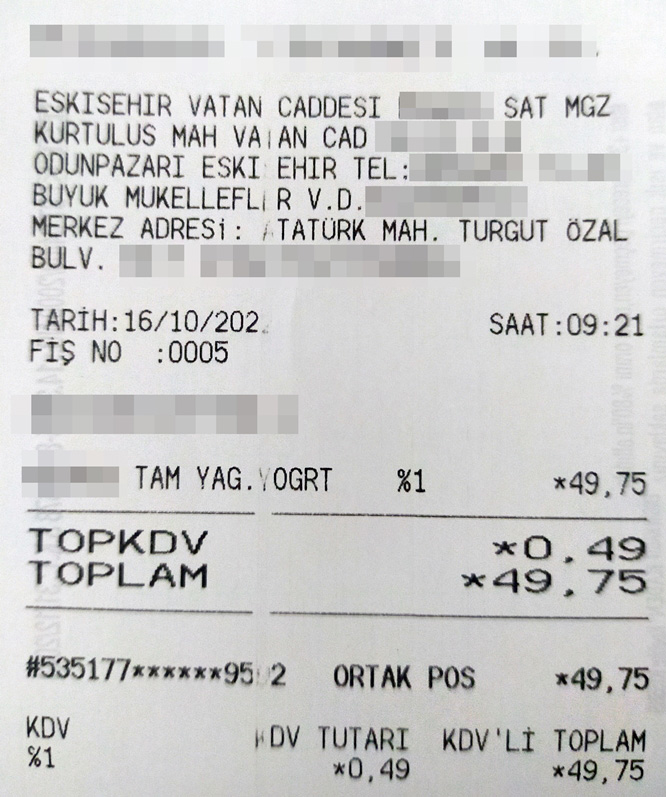 ESKISEHIR VATAN CADDESI SAT MGZ
KURTULUS MAH VA AN CAD
ODUNPAZARI ESKI EHIR TEL:
BUYUK MUKELLEFL R V.D.
MERKEZ ADRESİ: ATATÜRK MAH. TURGUT ÖZAL
BULV.
TARİH:16/10/202
SAAT:09:21
FİŞ NO :0005
TAM YAG.YOGRT %1 *49,75
TOPKDV *0.49
TOPLAM *49.75
#535177******95 2 ORTAK POS *49,75
KDV KDV TUTARI KDV'Lİ TOPLAM
%1 *0,49 *49,75